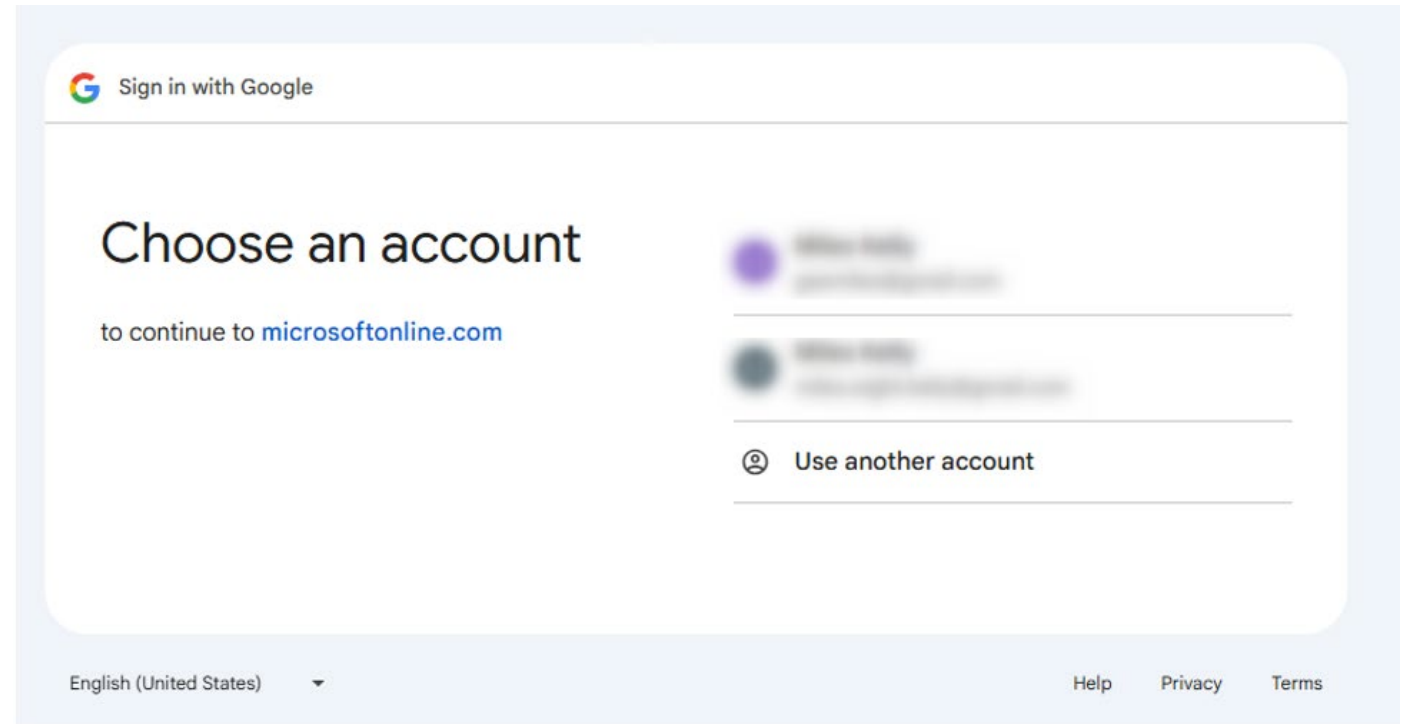 Sign in with Google
Choose an account
to continue to microsoftonline.com
Use another account
English (United States)
Help Privacy Terms